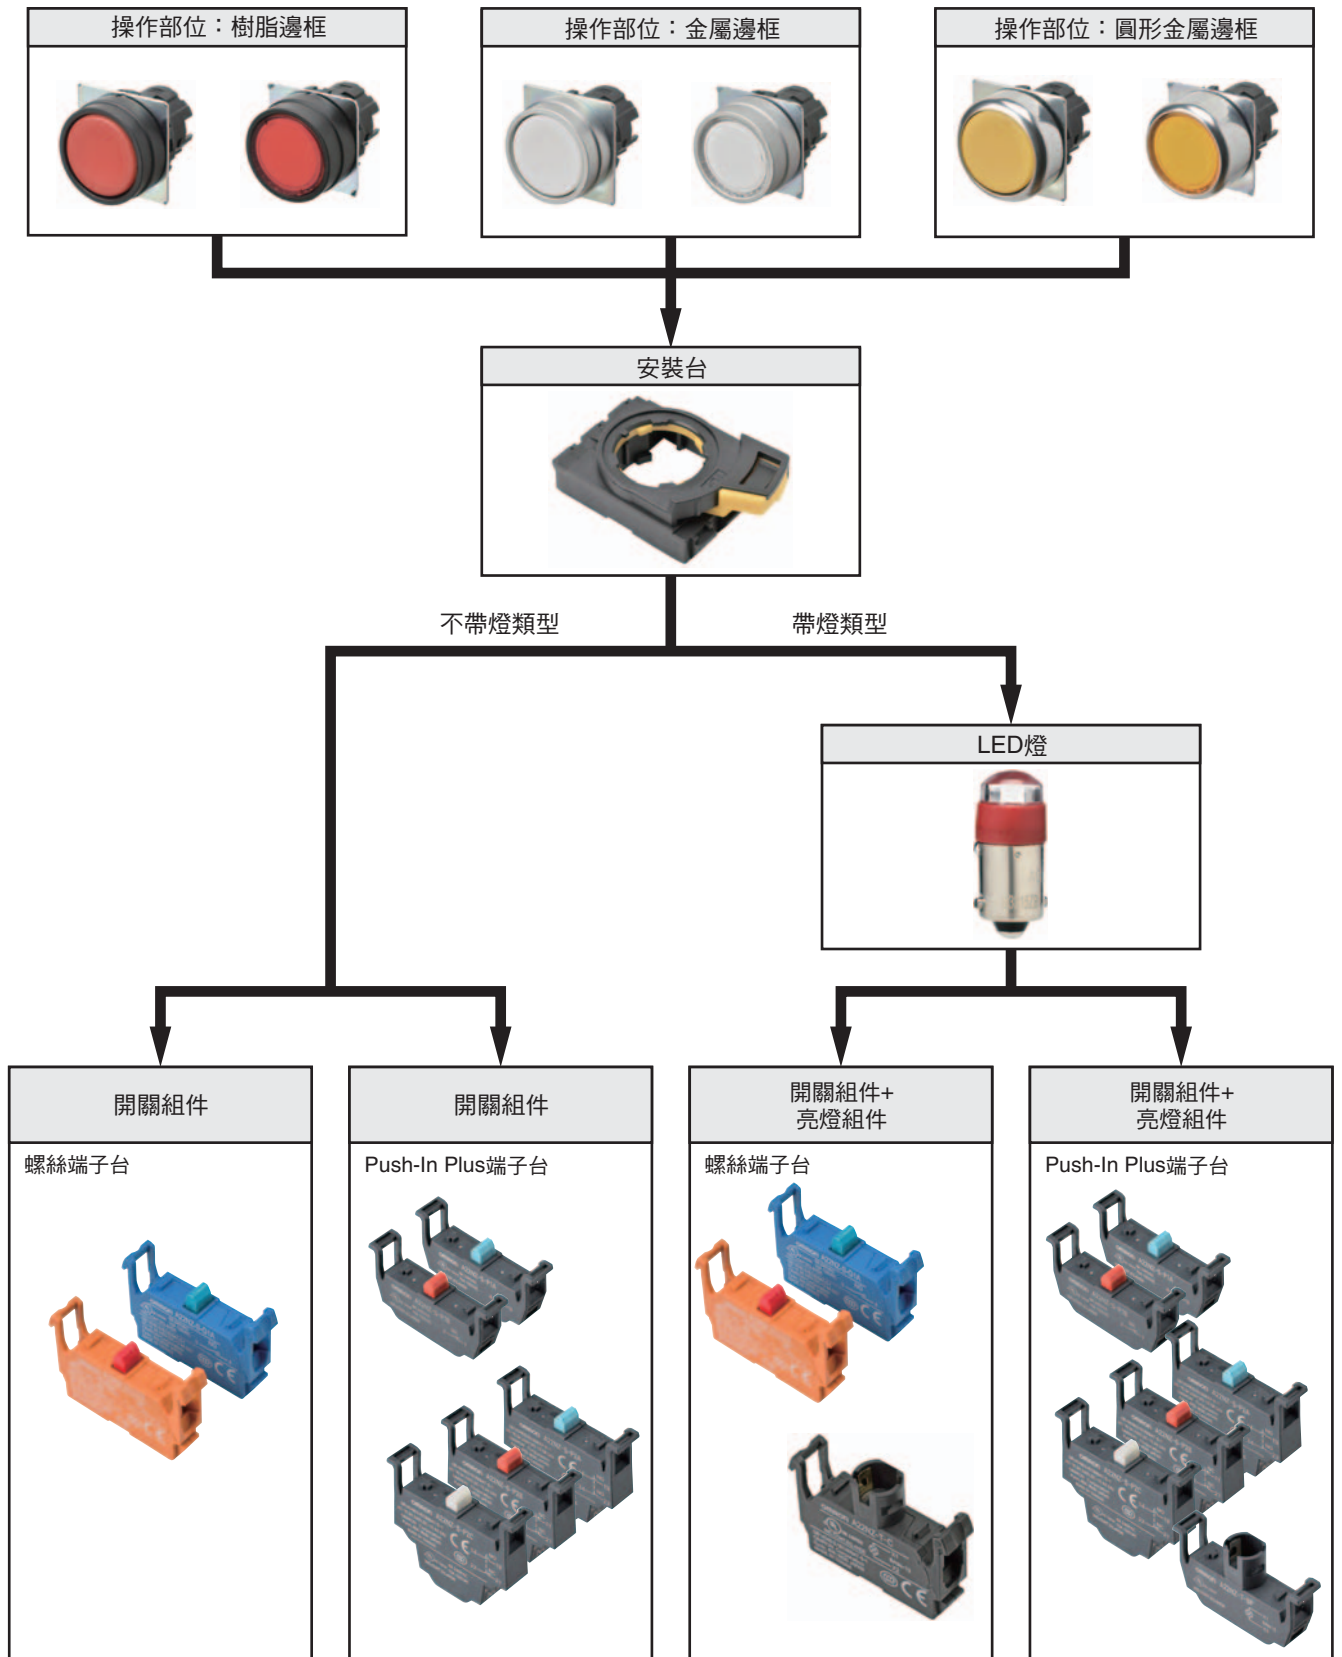 操作部位：樹脂邊框
操作部位：金屬邊框
操作部位：圓形金屬邊框
安裝台
不帶燈類型
帶燈類型
LED燈
開關組件
開關組件
開關組件+
亮燈組件
開關組件+
亮燈組件
螺絲端子台
Push-In Plus端子台
螺絲端子台
Push-In Plus端子台